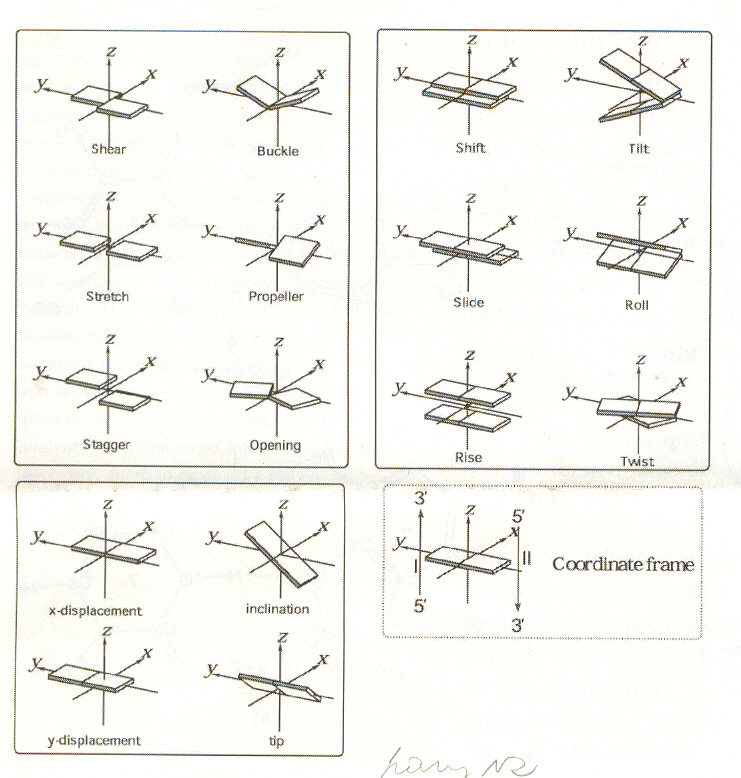 z z
y x y x
Shear Buckle
z z
y x y x
Stretch Propeller
z z
y x y x
Stagger Opening
z z
y x y x
Shift Tilt
z z
y x y x
Slide Roll
z z
y x y x
Rise Twist
z z
y x y x
x-displacement inclination
z z
y x y x
y-displacement tip
3′ z 5′
y x
I II Coordinate frame
5′ 3′